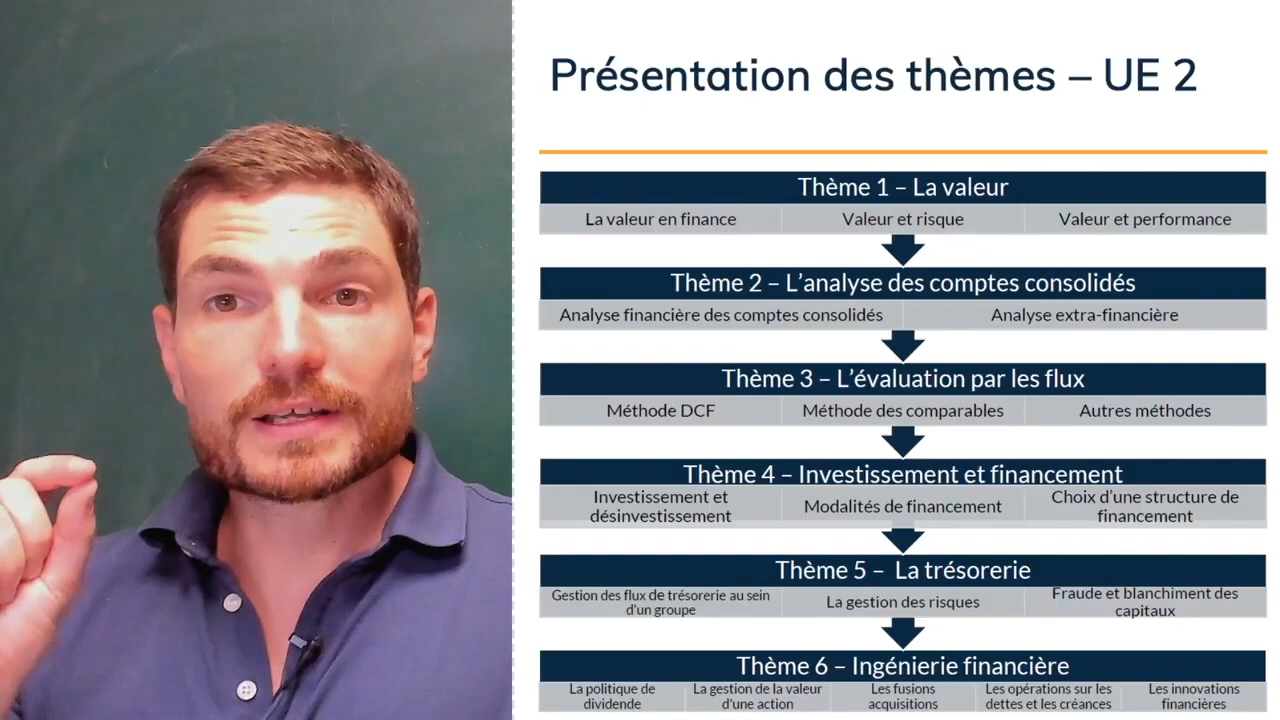 Présentation des thèmes – UE 2
Thème 1 – La valeur
La valeur en finance
Valeur et risque
Valeur et performance
Thème 2 – L’analyse des comptes consolidés
Analyse financière des comptes consolidés
Analyse extra-financière
Thème 3 – L’évaluation par les flux
Méthode DCF
Méthode des comparables
Autres méthodes
Thème 4 – Investissement et financement
Investissement et
désinvestissement
Modalités de financement
Choix d’une structure de
financement
Thème 5 – La trésorerie
Gestion des flux de trésorerie au sein
d’un groupe
La gestion des risques
Fraude et blanchiment des
capitaux
Thème 6 – Ingénierie financière
La politique de
dividende
La gestion de la valeur
d’une action
Les fusions
acquisitions
Les opérations sur les
dettes et les créances
Les innovations
financières